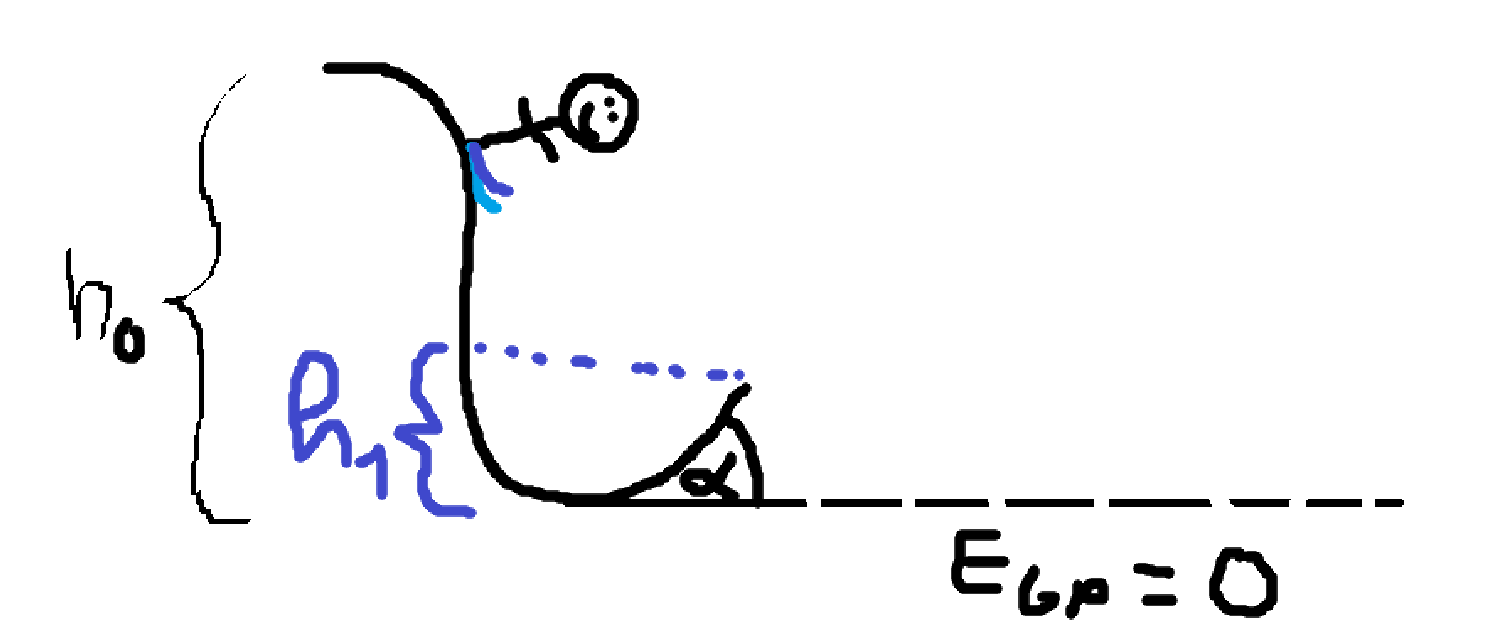 h₀
h₁
α
E_Gp = 0